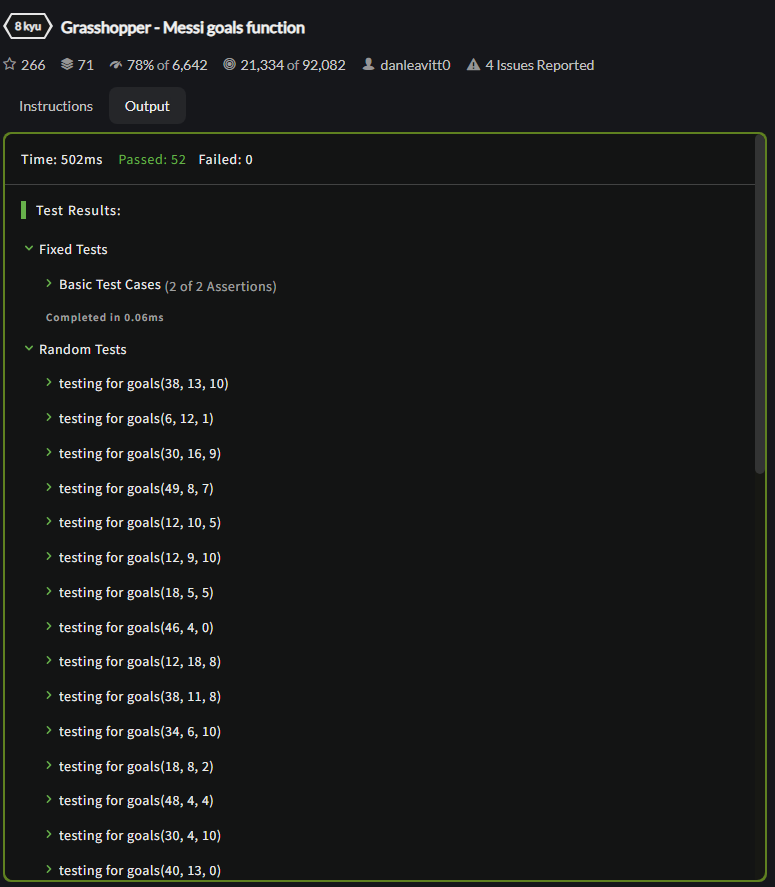 8 kyu Grasshopper - Messi goals function
266 71 78% of 6,642 21,334 of 92,082 danleavitt0 4 Issues Reported
Instructions Output
Time: 502ms Passed: 52 Failed: 0
Test Results:
Fixed Tests
Basic Test Cases (2 of 2 Assertions)
Completed in 0.06ms
Random Tests
testing for goals(38, 13, 10)
testing for goals(6, 12, 1)
testing for goals(30, 16, 9)
testing for goals(49, 8, 7)
testing for goals(12, 10, 5)
testing for goals(12, 9, 10)
testing for goals(18, 5, 5)
testing for goals(46, 4, 0)
testing for goals(12, 18, 8)
testing for goals(38, 11, 8)
testing for goals(34, 6, 10)
testing for goals(18, 8, 2)
testing for goals(48, 4, 4)
testing for goals(30, 4, 10)
testing for goals(40, 13, 0)